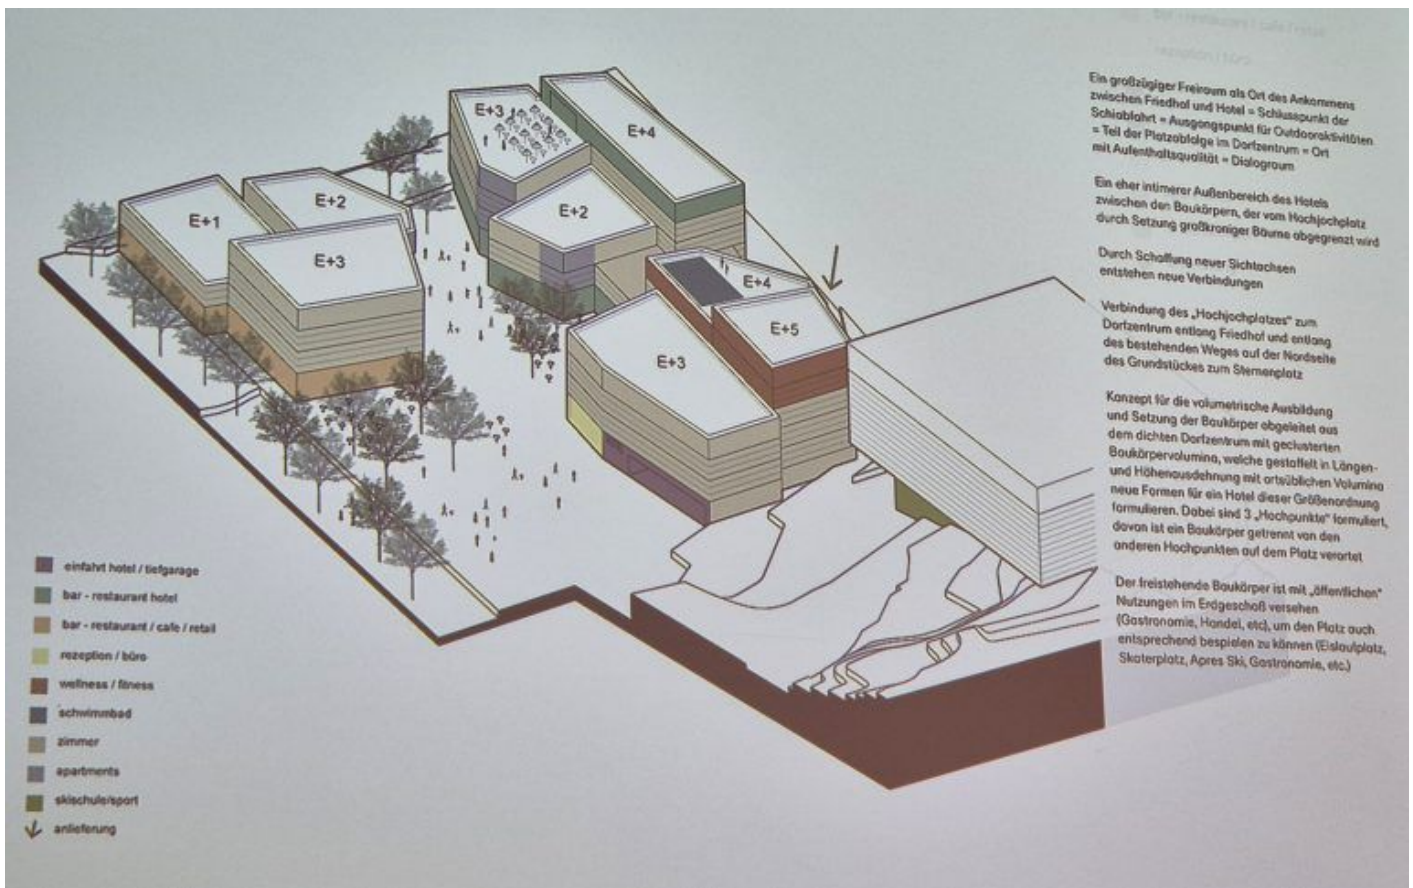 Ein großzügiger Freiraum als Ort des Ankommens
zwischen Friedhof und Hotel = Schlusspunkt der
Schiabfahrt = Ausgangspunkt für Outdooraktivitäten
= Teil der Platzabfolge im Dorfzentrum = Ort
mit Aufenthaltsqualität = Dialograum
Ein eher intimerer Außenbereich des Hotels
zwischen den Baukörpern, der vom Hochjochplatz
durch Setzung großkroniger Bäume abgegrenzt wird
Durch Schaffung neuer Sichtachsen
entstehen neue Verbindungen
Verbindung des „Hochjochplatzes" zum
Dorfzentrum entlang Friedhof und entlang
des bestehenden Weges auf der Nordseite
des Grundstückes zum Sternenplatz
Konzept für die volumetrische Ausbildung
und Setzung der Baukörper abgeleitet aus
dem dichten Dorfzentrum mit geclusterten
Baukörpervolumina, welche gestaffelt in Längen-
und Höhenausdehnung mit ortsüblichen Volumina
neue Formen für ein Hotel dieser Größenordnung
formulieren. Dabei sind 3 „Hochpunkte" formuliert,
davon ist ein Baukörper getrennt von den
anderen Hochpunkten auf dem Platz verortet
Der freistehende Baukörper ist mit „öffentlichen"
Nutzungen im Erdgeschoß versehen
(Gastronomie, Handel, etc), um den Platz auch
entsprechend bespielen zu können (Eislaufplatz,
Skaterplatz, Apres Ski, Gastronomie, etc.)
E+3
E+4
E+1
E+2
E+2
E+3
E+4
E+5
E+3
einfahrt hotel / tiefgarage
bar - restaurant hotel
bar - restaurant / cafe / retail
rezeption / büro
wellness / fitness
schwimmbad
zimmer
apartments
skischule/sport
anlieferung